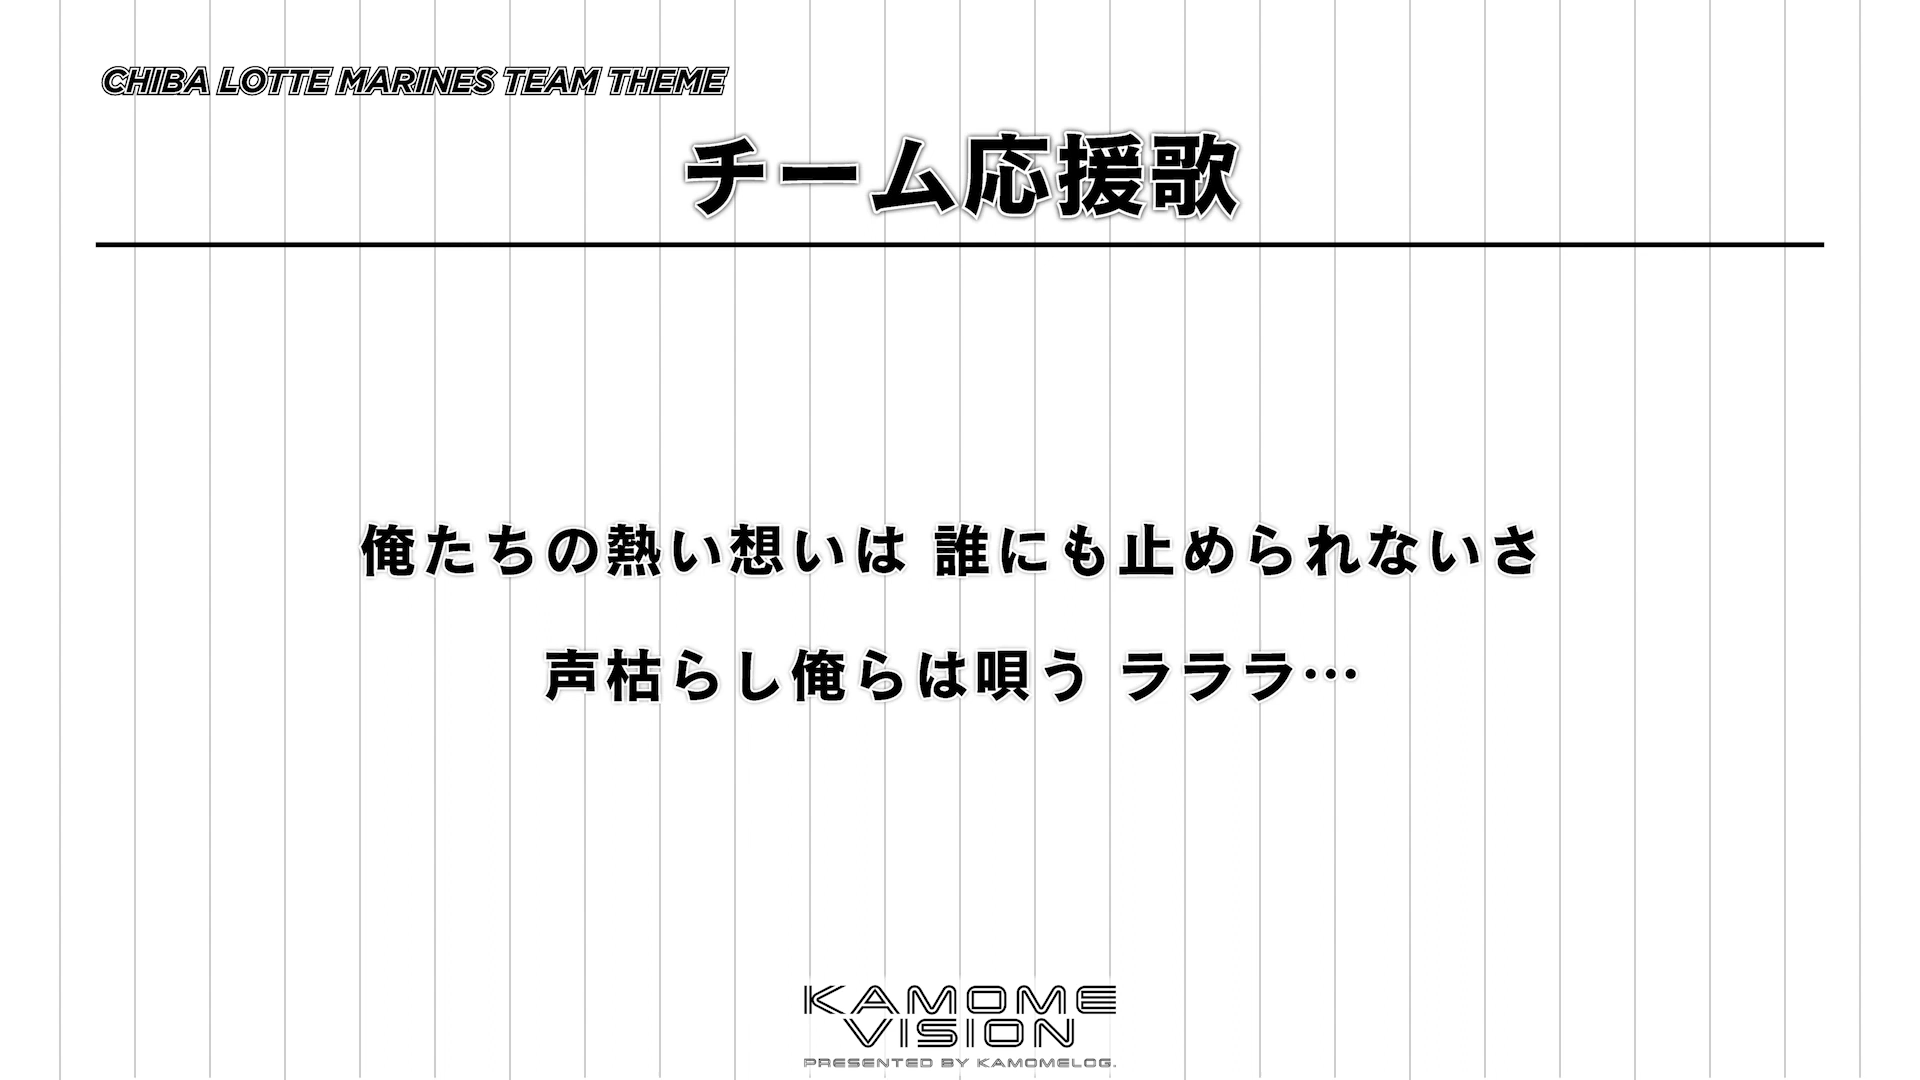 CHIBA LOTTE MARINES TEAM THEME
チーム応援歌
俺たちの熱い想いは 誰にも止められないさ
声枯らし俺らは唄う ラララ…
KAMOME
VISION
PRESENTED BY KAMOMELOG.